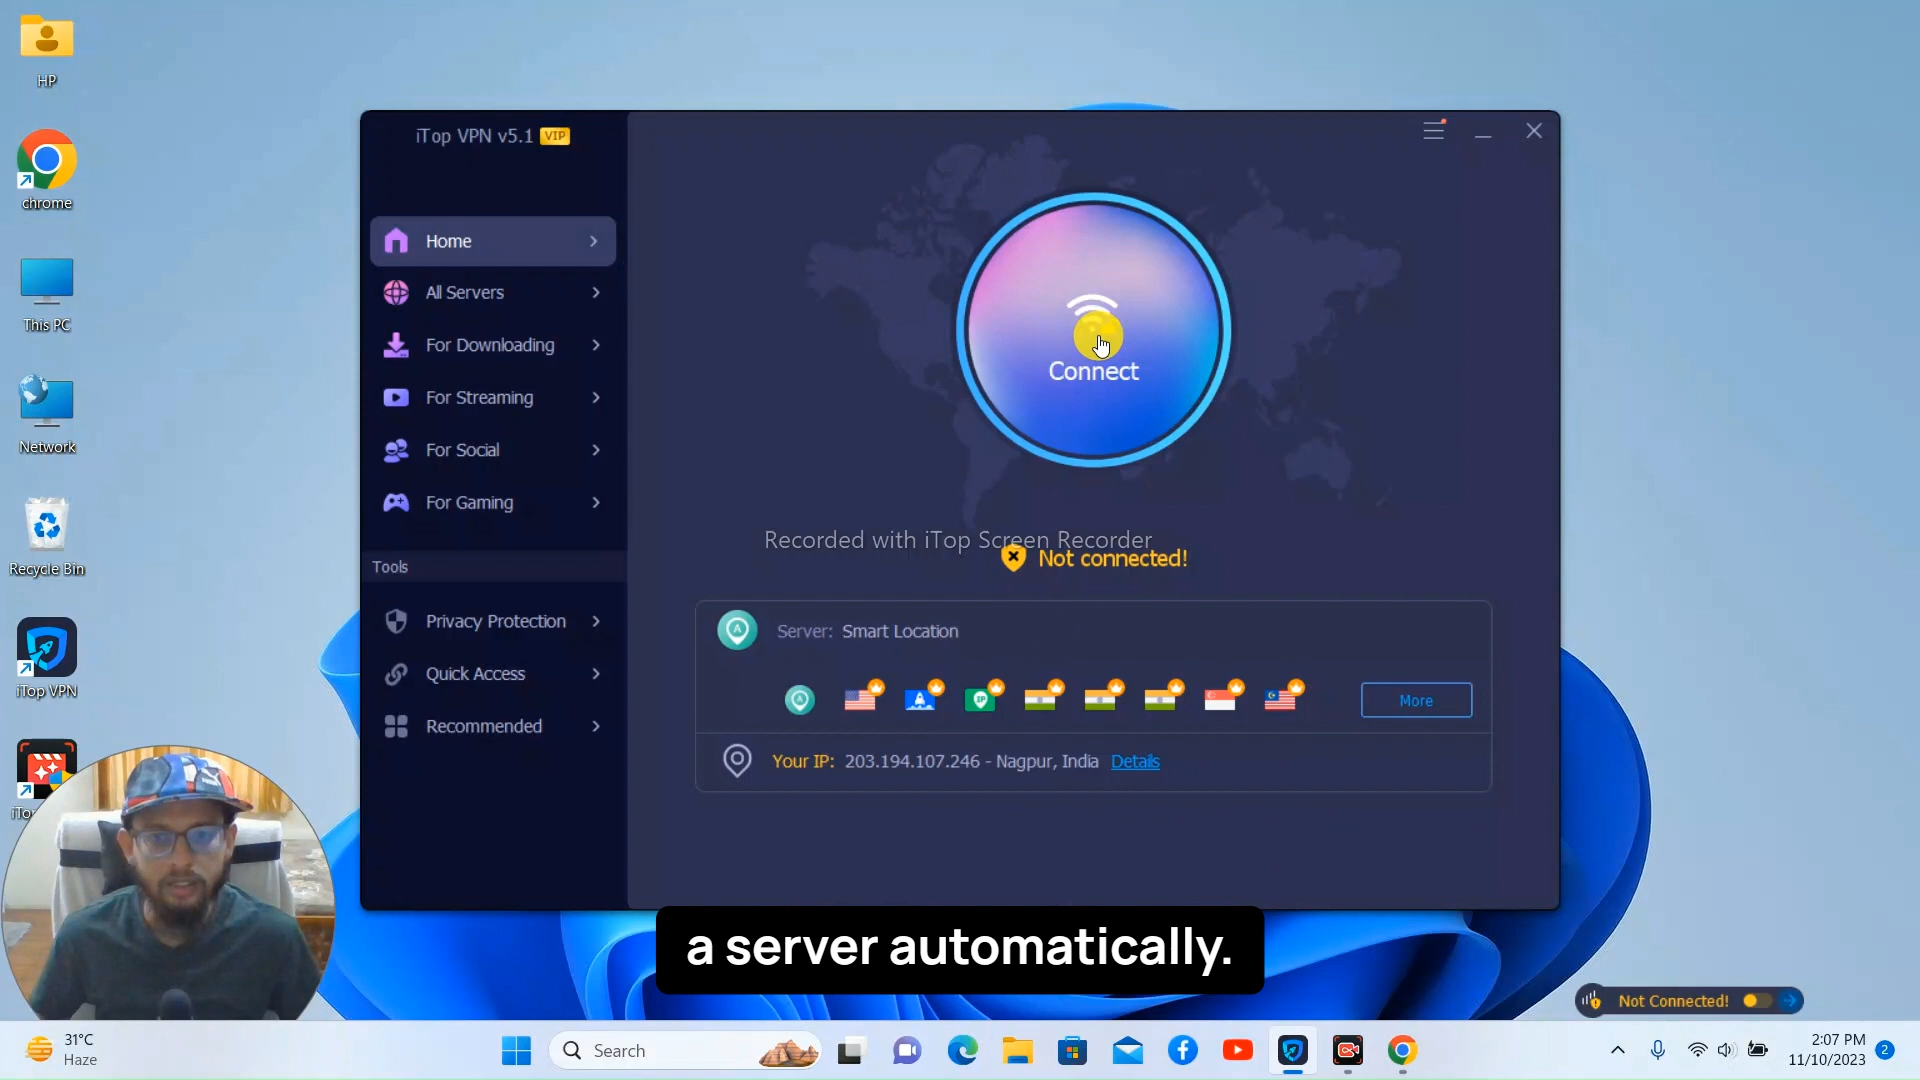 HP
chrome
This PC
Network
Recycle Bin
iTop VPN
iTo
iTop VPN v5.1 VIP
Home
All Servers
For Downloading
For Streaming
For Social
For Gaming
Tools
Privacy Protection
Quick Access
Recommended
Connect
Recorded with iTop Screen Recorder
Not connected!
Server: Smart Location
More
Your IP: 203.194.107.246 - Nagpur, India Details
a server automatically.
Not Connected!
31°C
Haze
Search
2:07 PM
11/10/2023
2